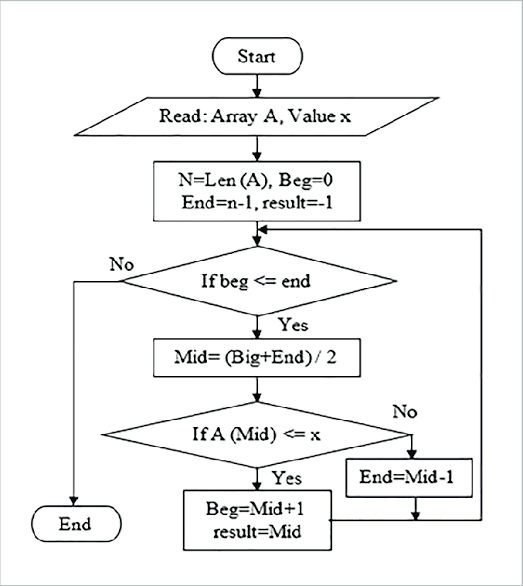 Start
Read: Array A, Value x
N=Len (A), Beg=0
End=n-1, result=-1
No
If beg <= end
Yes
Mid= (Big+End) / 2
No
If A (Mid) <= x
Yes
End=Mid-1
Beg=Mid+1
result=Mid
End